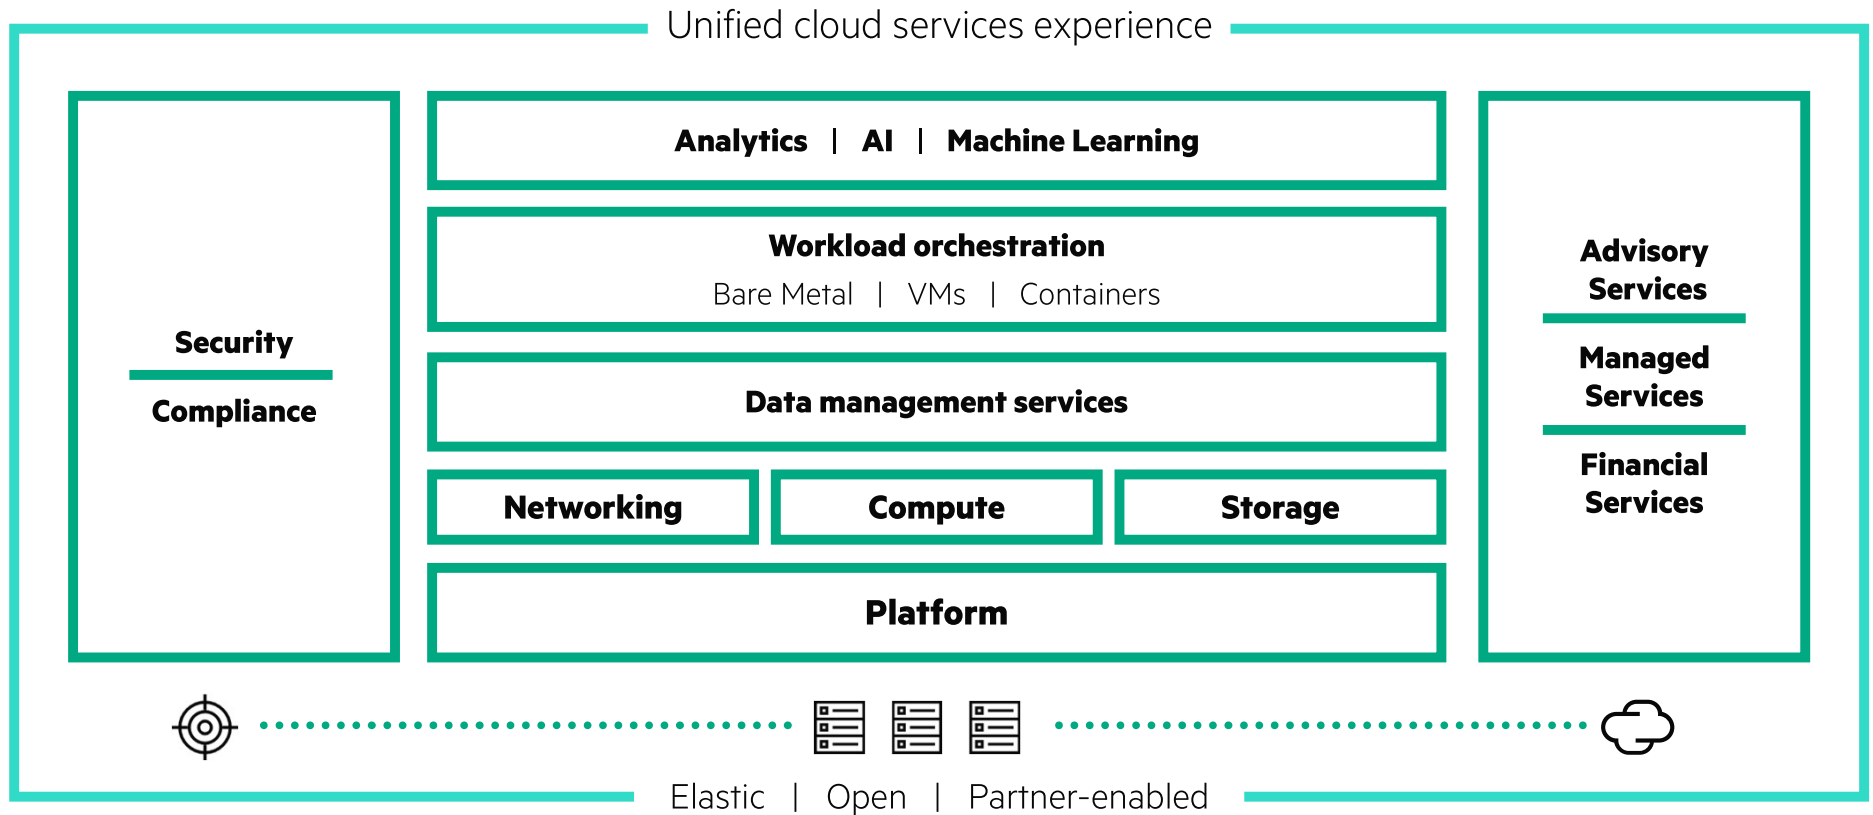 Unified cloud services experience
Security
Compliance
Analytics | AI | Machine Learning
Workload orchestration
Bare Metal | VMs | Containers
Data management services
Networking
Compute
Storage
Platform
Advisory
Services
Managed
Services
Financial
Services
Elastic | Open | Partner-enabled